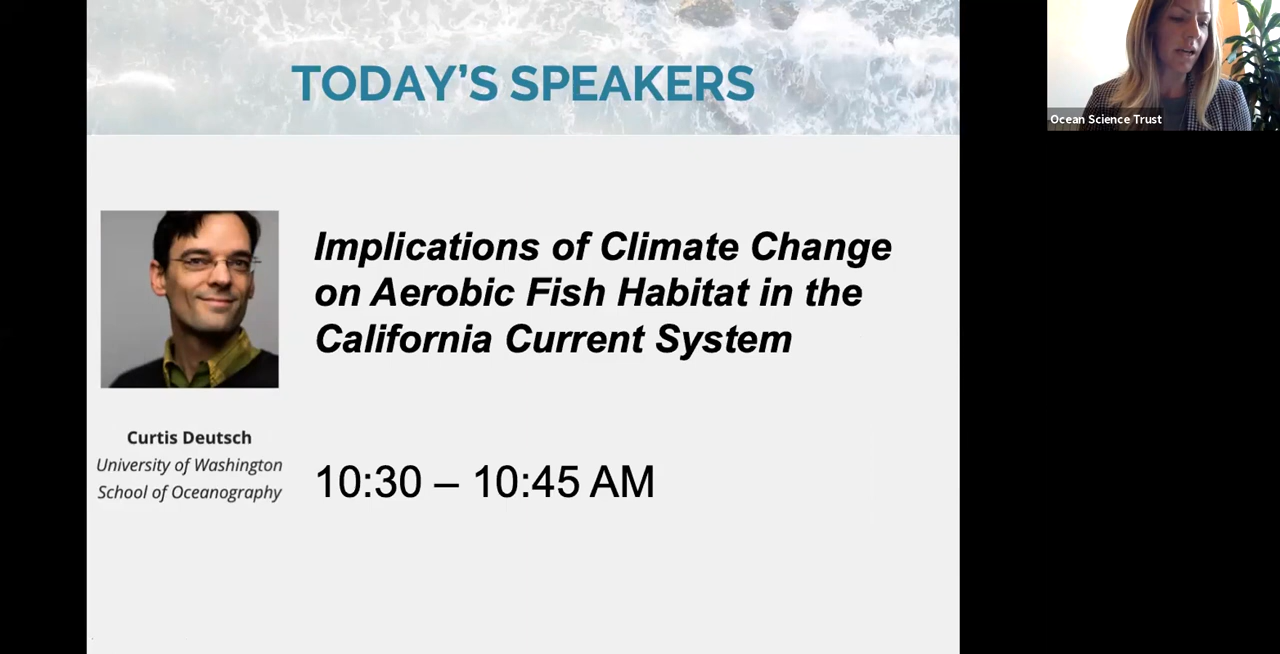 TODAY'S SPEAKERS
Ocean Science Trust
Implications of Climate Change
on Aerobic Fish Habitat in the
California Current System
Curtis Deutsch
University of Washington
School of Oceanography
10:30 – 10:45 AM